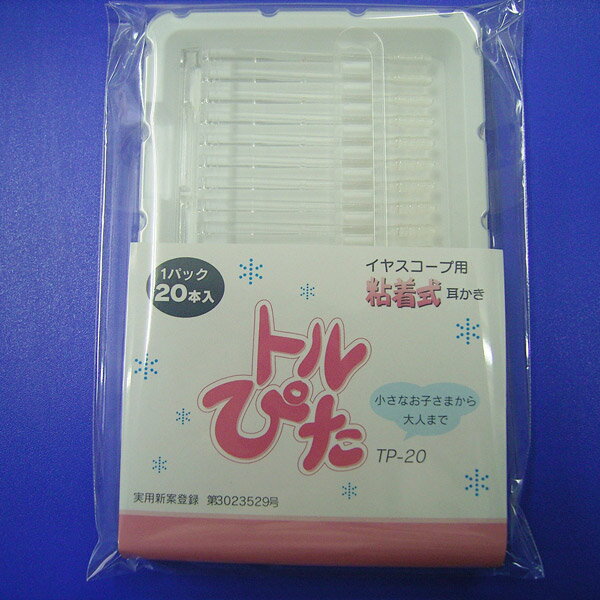 1パック
20本入
イヤスコープ用
粘着式 耳かき
トル
ぴた
小さなお子さまから
大人まで
TP-20
実用新案登録 第3023529号